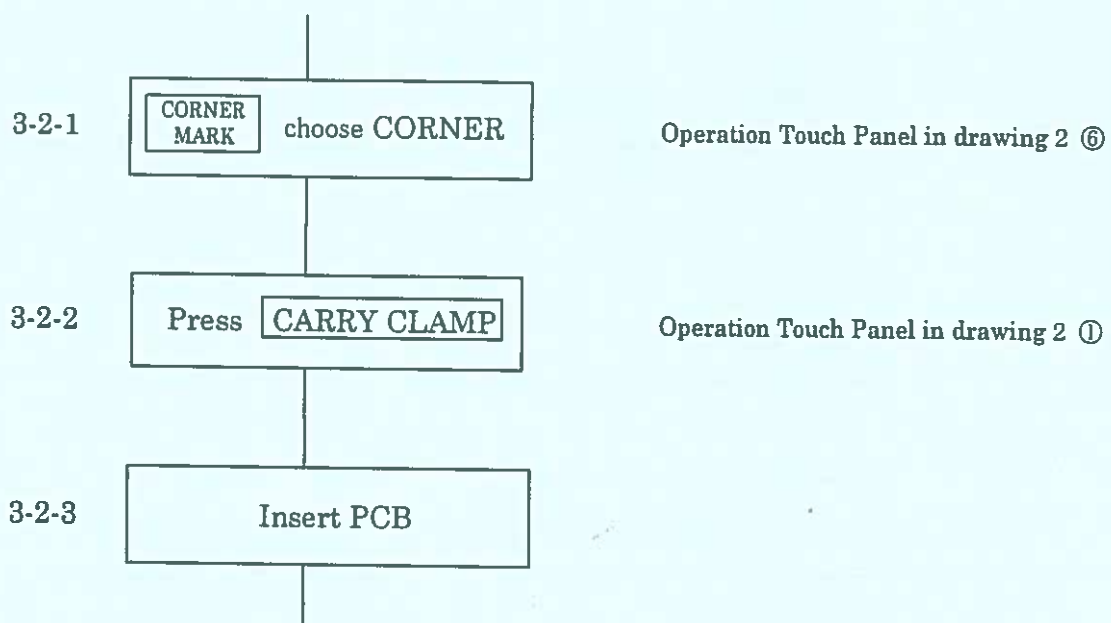 3-2-1
CORNER
MARK
choose CORNER
Operation Touch Panel in drawing 2 ⑥
3-2-2
Press CARRY CLAMP
Operation Touch Panel in drawing 2 ①
3-2-3
Insert PCB